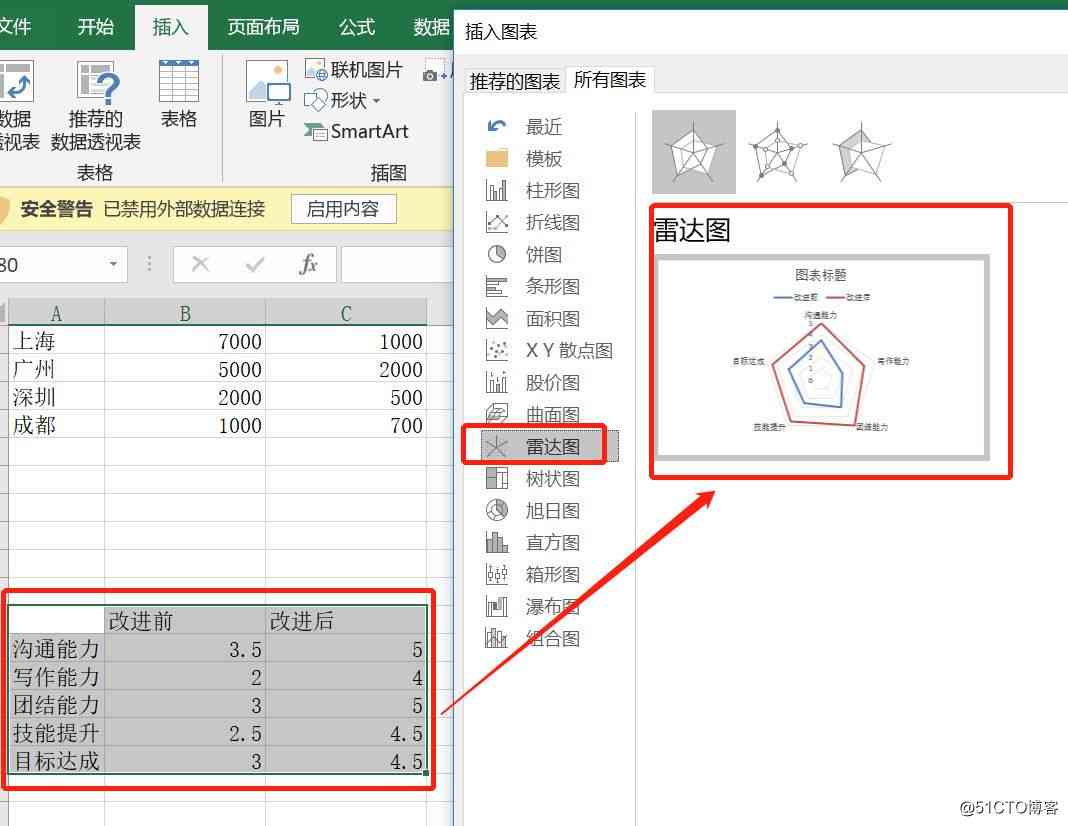 文件 开始 插入 页面布局 公式 数据
数据
透视表
推荐的
数据透视表
表格
表格
图片
联机图片
形状
SmartArt
插图
安全警告 已禁用外部数据连接 启用内容
80 fx
A B C
上海 7000 1000
广州 5000 2000
深圳 2000 500
成都 1000 700
改进前 改进后
沟通能力 3.5 5
写作能力 2 4
团结能力 3 5
技能提升 2.5 4.5
目标达成 3 4.5
插入图表
推荐的图表 所有图表
最近
模板
柱形图
折线图
饼图
条形图
面积图
X Y 散点图
股价图
曲面图
雷达图
树状图
旭日图
直方图
箱形图
瀑布图
组合图
雷达图
图表标题
改进前 改进后
沟通能力
5
4
3
2
1
0
目标达成 写作能力
技能提升 团结能力
@51CTO博客